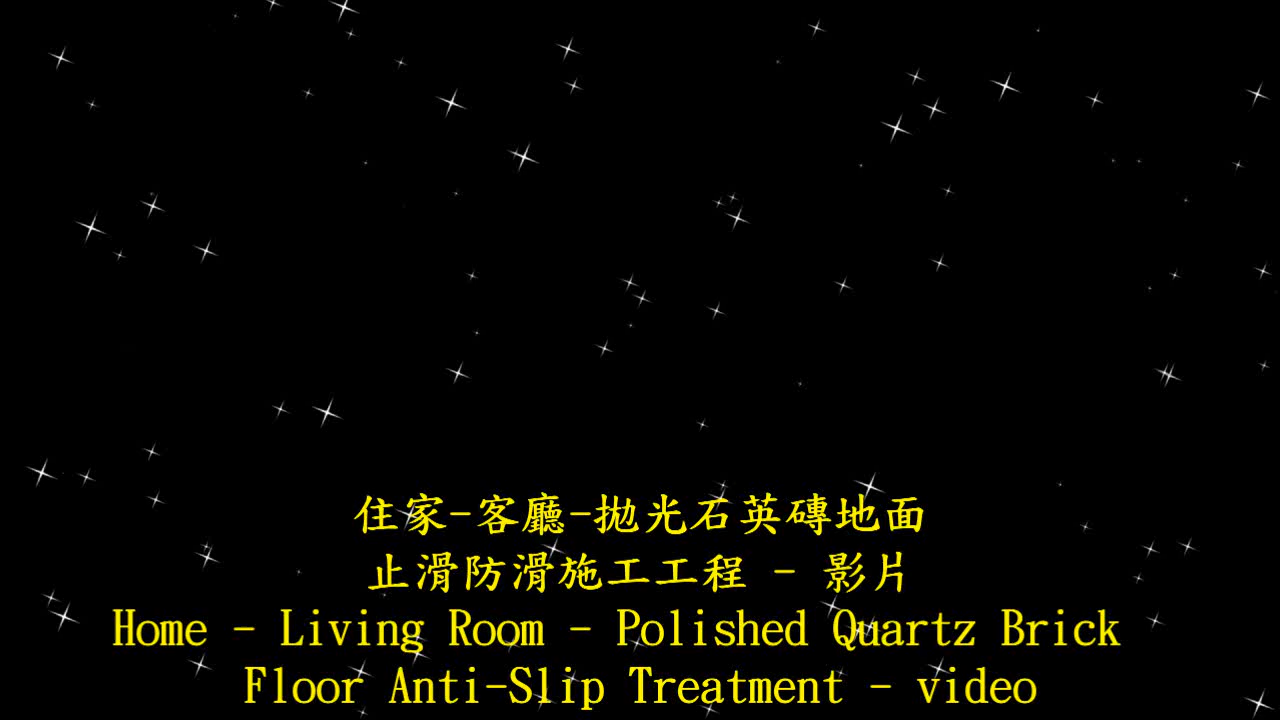 住家-客廳-拋光石英磚地面
止滑防滑施工工程 - 影片
Home - Living Room - Polished Quartz Brick
Floor Anti-Slip Treatment - video